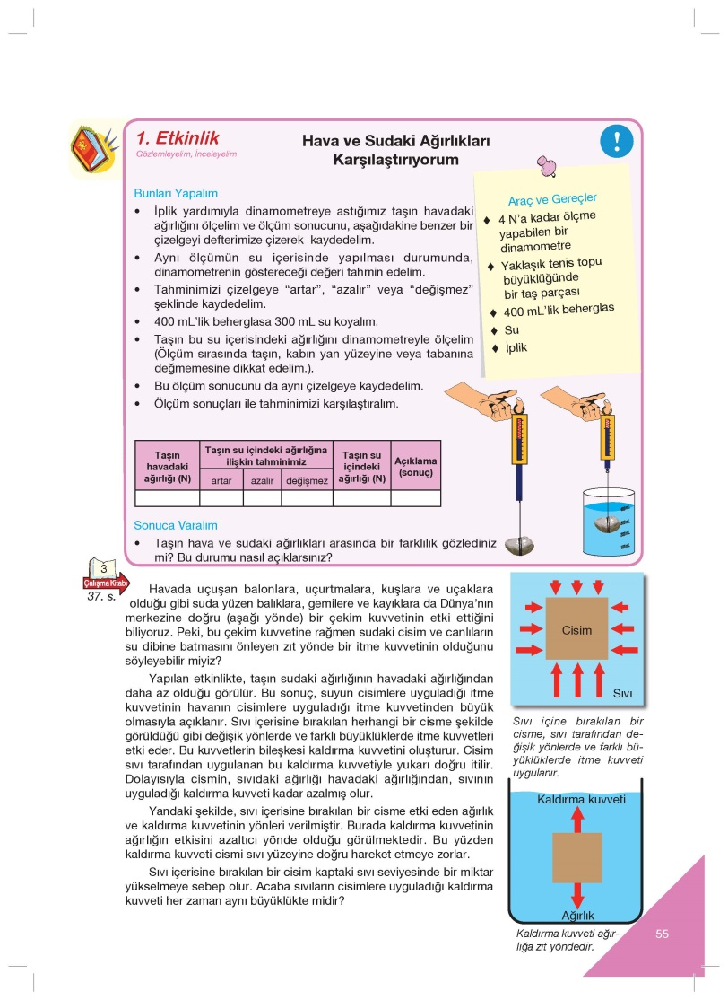 1. Etkinlik
Gözlemleyelim, İnceleyelim
Hava ve Sudaki Ağırlıkları
Karşılaştırıyorum
!
Bunları Yapalım
• İplik yardımıyla dinamometreye astığımız taşın havadaki
ağırlığını ölçelim ve ölçüm sonucunu, aşağıdakine benzer bir
çizelgeyi defterimize çizerek kaydedelim.
• Aynı ölçümün su içerisinde yapılması durumunda,
dinamometrenin göstereceği değeri tahmin edelim.
• Tahminimizi çizelgeye “artar”, “azalır” veya “değişmez”
şeklinde kaydedelim.
• 400 mL’lik beherglasa 300 mL su koyalım.
• Taşın bu su içerisindeki ağırlığını dinamometreyle ölçelim
(Ölçüm sırasında taşın, kabın yan yüzeyine veya tabanına
değmemesine dikkat edelim.).
• Bu ölçüm sonucunu da aynı çizelgeye kaydedelim.
• Ölçüm sonuçları ile tahminimizi karşılaştıralım.
Araç ve Gereçler
♦ 4 N’a kadar ölçme
yapabilen bir
dinamometre
♦ Yaklaşık tenis topu
büyüklüğünde
bir taş parçası
♦ 400 mL’lik beherglas
♦ Su
♦ İplik
Taşın
havadaki
ağırlığı (N)
Taşın su içindeki ağırlığına
ilişkin tahminimiz
artar azalır değişmez
Taşın su
içindeki
ağırlığı (N)
Açıklama
(sonuç)
Sonuca Varalım
• Taşın hava ve sudaki ağırlıkları arasında bir farklılık gözlediniz
mi? Bu durumu nasıl açıklarsınız?
3
Çalışma Kitabı
37. s.
Havada uçuşan balonlara, uçurtmalara, kuşlara ve uçaklara
olduğu gibi suda yüzen balıklara, gemilere ve kayıklara da Dünya’nın
merkezine doğru (aşağı yönde) bir çekim kuvvetinin etki ettiğini
biliyoruz. Peki, bu çekim kuvvetine rağmen sudaki cisim ve canlıların
su dibine batmasını önleyen zıt yönde bir itme kuvvetinin olduğunu
söyleyebilir miyiz?
Yapılan etkinlikte, taşın sudaki ağırlığının havadaki ağırlığından
daha az olduğu görülür. Bu sonuç, suyun cisimlere uyguladığı itme
kuvvetinin havanın cisimlere uyguladığı itme kuvvetinden büyük
olmasıyla açıklanır. Sıvı içerisine bırakılan herhangi bir cisme şekilde
görüldüğü gibi değişik yönlerde ve farklı büyüklüklerde itme kuvvetleri
etki eder. Bu kuvvetlerin bileşkesi kaldırma kuvvetini oluşturur. Cisim
sıvı tarafından uygulanan bu kaldırma kuvvetiyle yukarı doğru itilir.
Dolayısıyla cismin, sıvıdaki ağırlığı havadaki ağırlığından, sıvının
uyguladığı kaldırma kuvveti kadar azalmış olur.
Yandaki şekilde, sıvı içerisine bırakılan bir cisme etki eden ağırlık
ve kaldırma kuvvetinin yönleri verilmiştir. Burada kaldırma kuvvetinin
ağırlığın etkisini azaltıcı yönde olduğu görülmektedir. Bu yüzden
kaldırma kuvveti cismi sıvı yüzeyine doğru hareket etmeye zorlar.
Sıvı içerisine bırakılan bir cisim kaptaki sıvı seviyesinde bir miktar
yükselmeye sebep olur. Acaba sıvıların cisimlere uyguladığı kaldırma
kuvveti her zaman aynı büyüklükte midir?
Cisim
Sıvı
Sıvı içine bırakılan bir
cisme, sıvı tarafından de-
ğişik yönlerde ve farklı bü-
yüklüklerde itme kuvveti
uygulanır.
Kaldırma kuvveti
Ağırlık
Kaldırma kuvveti ağır-
lığa zıt yöndedir.
55